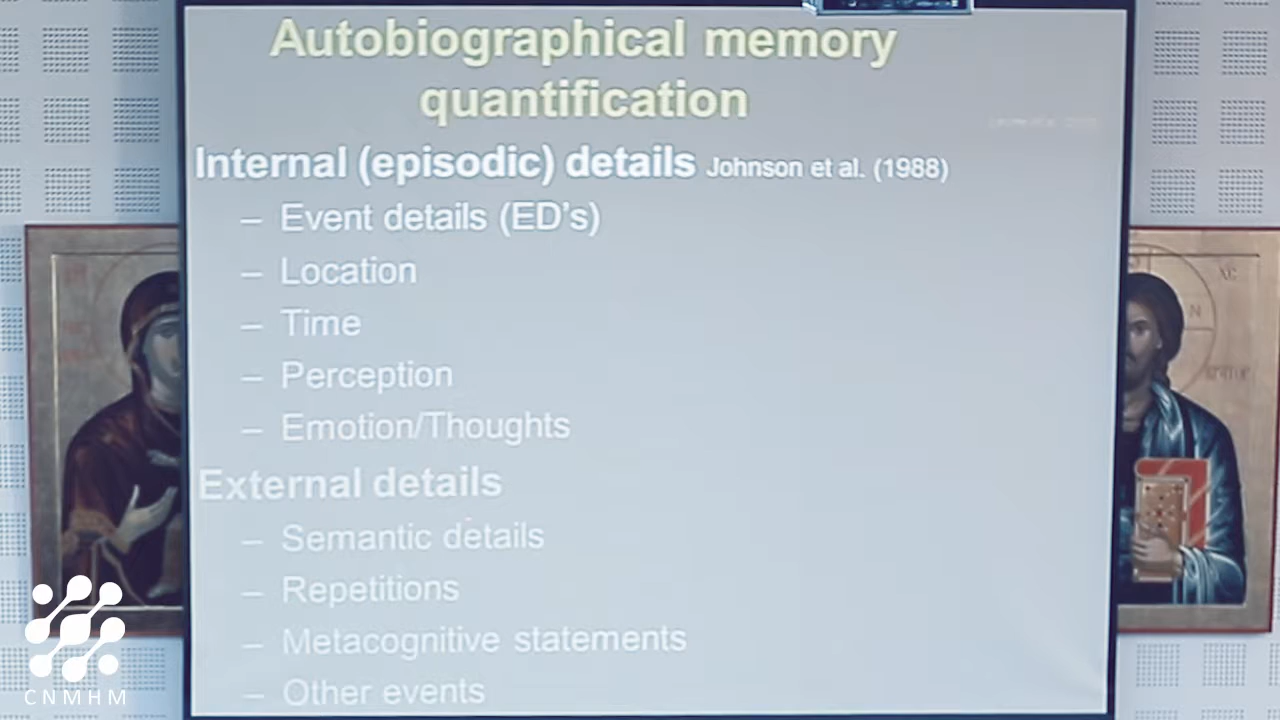 Autobiographical memory
quantification
Internal (episodic) details Johnson et al. (1988)
– Event details (ED’s)
– Location
– Time
– Perception
– Emotion/Thoughts
External details
– Semantic details
– Repetitions
– Metacognitive statements
– Other events
CNMHM